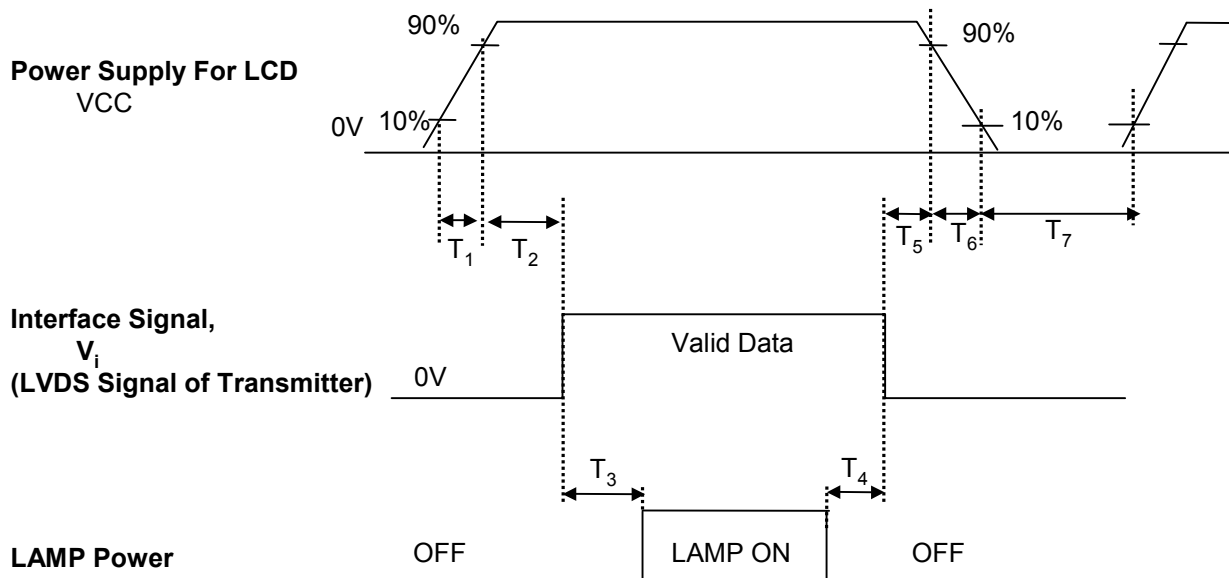 90%
90%
Power Supply For LCD
VCC
0V
10%
10%
T1
T2
T5
T6
T7
Interface Signal,
Vi
(LVDS Signal of Transmitter)
0V
Valid Data
T3
T4
LAMP Power
OFF
LAMP ON
OFF